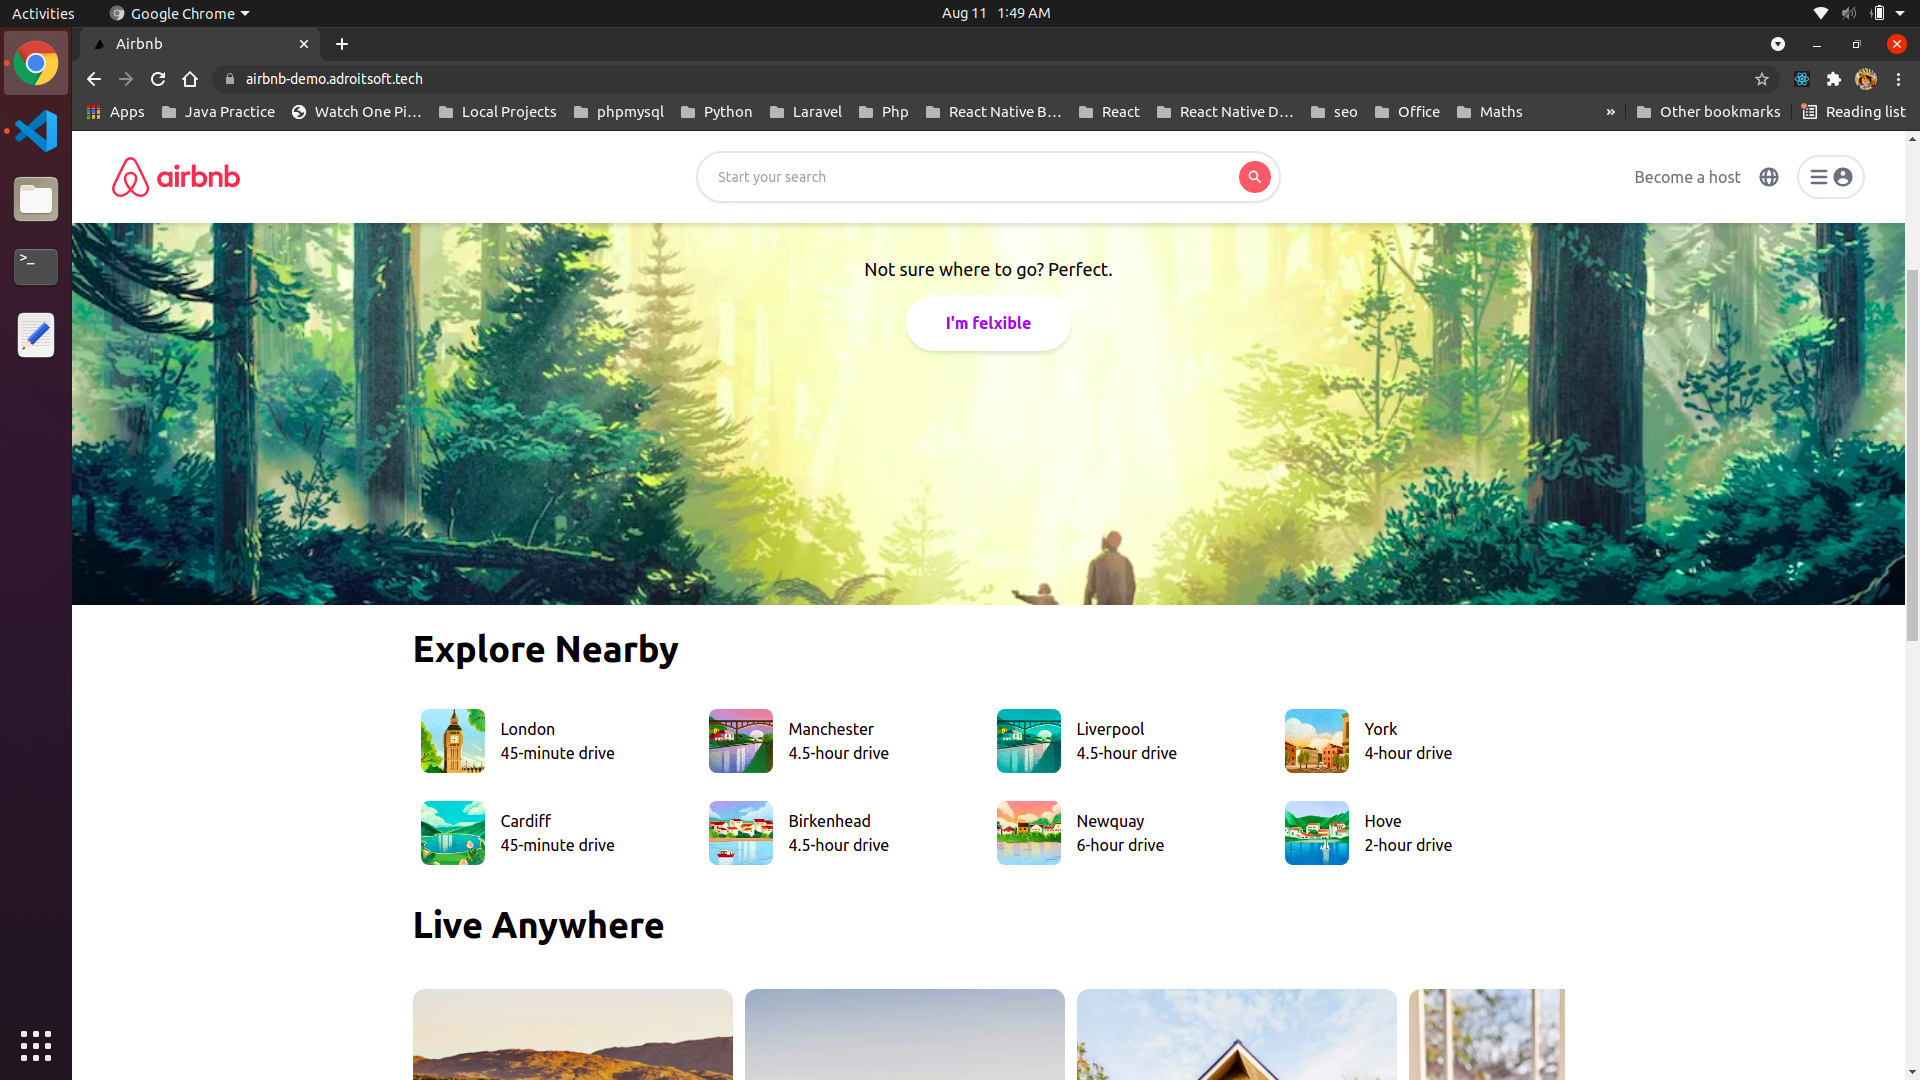 Activities
Google Chrome
Aug 11 1:49 AM
Airbnb
airbnb-demo.adroitsoft.tech
Apps
Java Practice
Watch One Pi...
Local Projects
phpmysql
Python
Laravel
Php
React Native B...
React
React Native D...
seo
Office
Maths
»
Other bookmarks
Reading list
airbnb
Start your search
Become a host
Not sure where to go? Perfect.
I'm felxible
Explore Nearby
London
45-minute drive
Manchester
4.5-hour drive
Liverpool
4.5-hour drive
York
4-hour drive
Cardiff
45-minute drive
Birkenhead
4.5-hour drive
Newquay
6-hour drive
Hove
2-hour drive
Live Anywhere